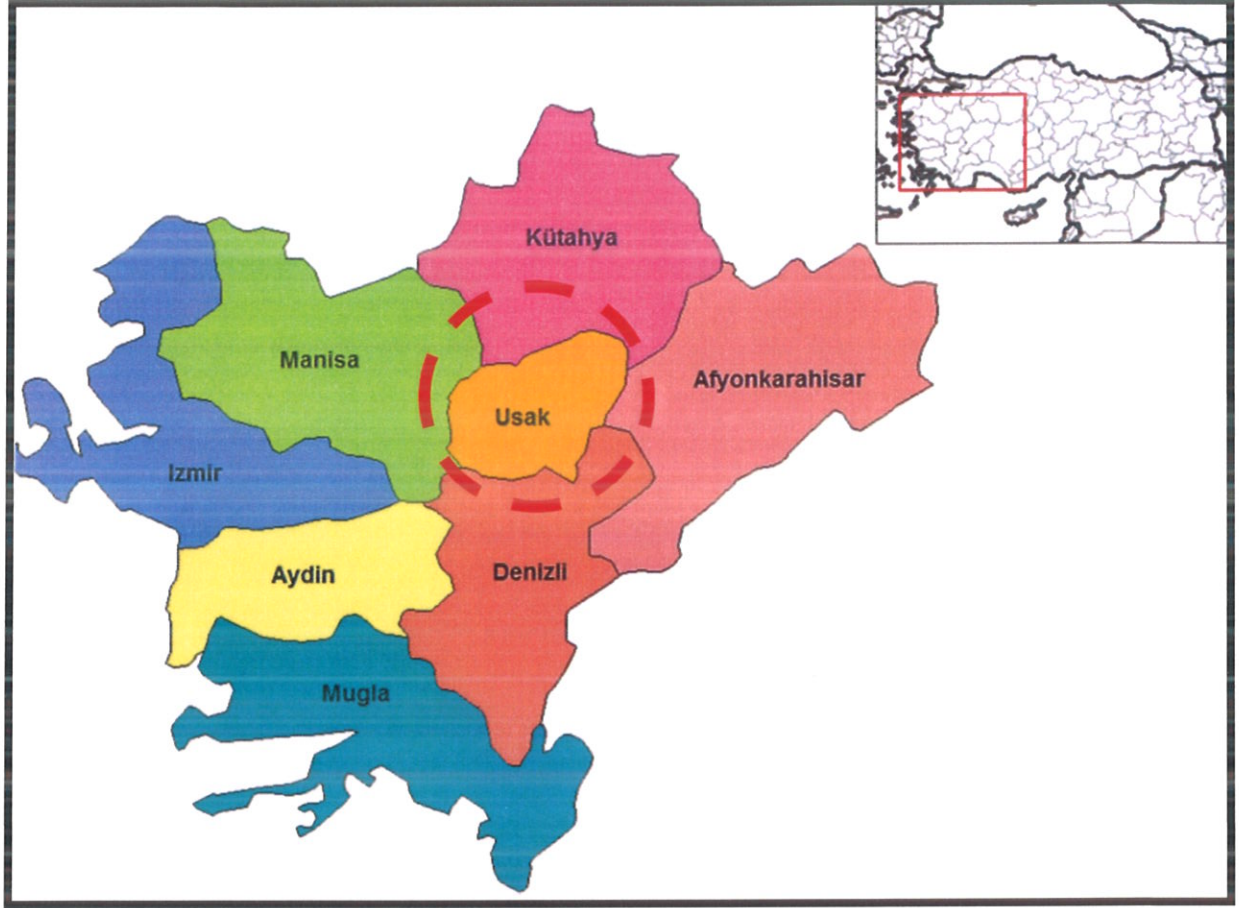 Kütahya
Manisa
Afyonkarahisar
Usak
Izmir
Aydin
Denizli
Mugla